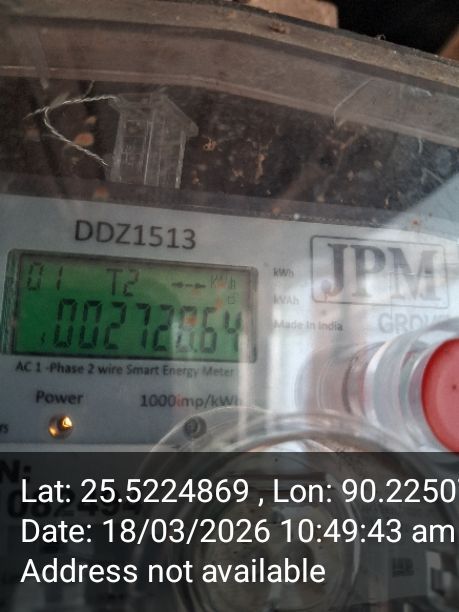 DDZ1513
01 T2 kWh
002728.64
kWh
kVAh
JPM
Made In India
GROUP
AC 1-Phase 2 wire Smart Energy Meter
Power
1000imp/kWh
N:
Lat: 25.5224869 , Lon: 90.2250
Date: 18/03/2026 10:49:43 am
Address not available